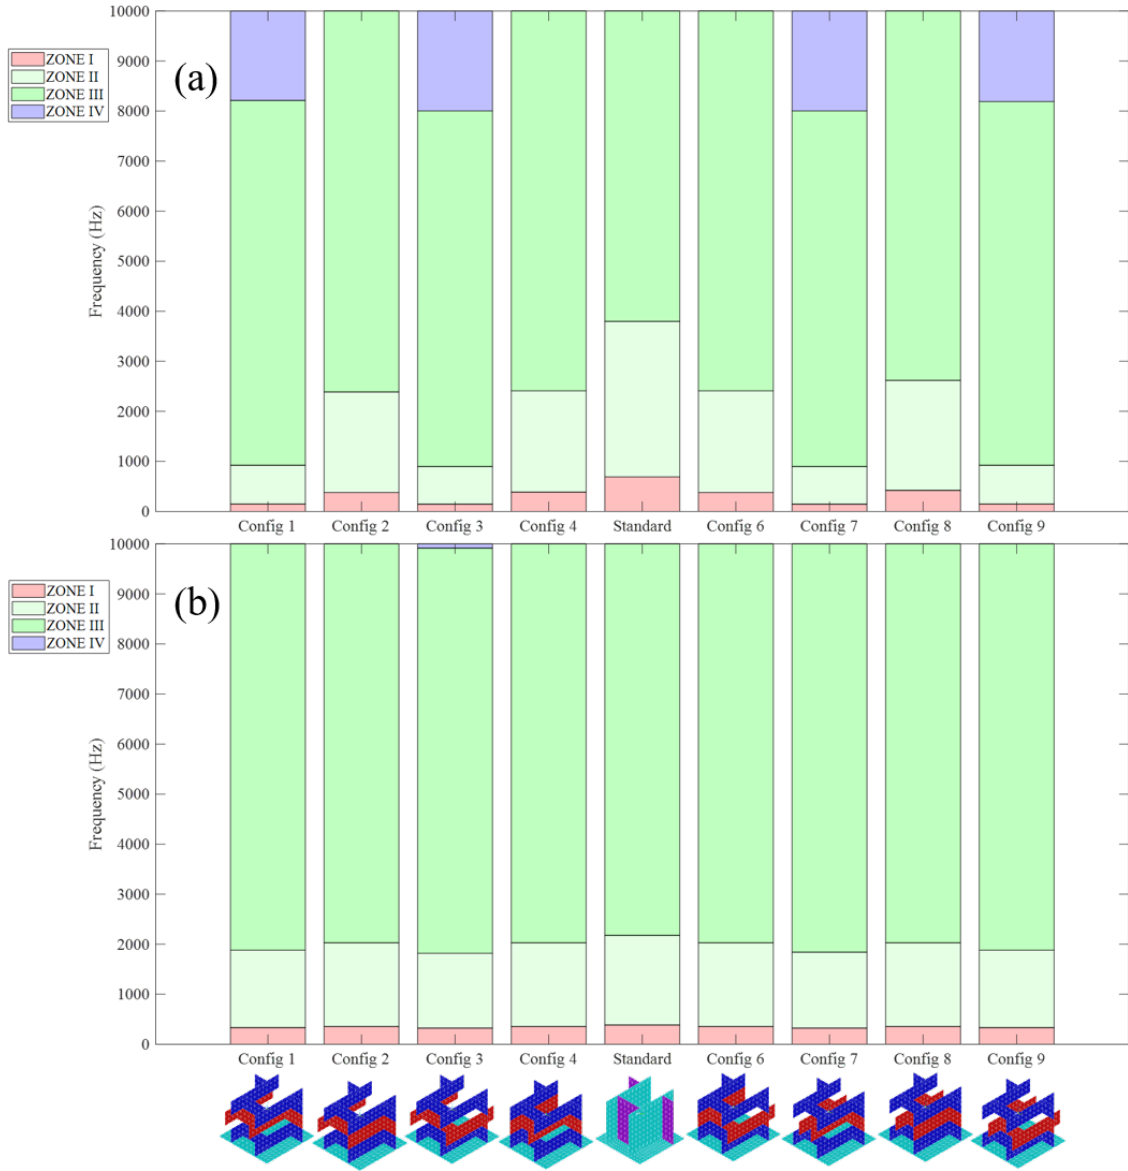 10000
9000
8000
7000
6000
5000
4000
3000
2000
1000
0
Frequency (Hz)
ZONE I
ZONE II
ZONE III
ZONE IV
(a)
Config 1 Config 2 Config 3 Config 4 Standard Config 6 Config 7 Config 8 Config 9
10000
9000
8000
7000
6000
5000
4000
3000
2000
1000
0
Frequency (Hz)
ZONE I
ZONE II
ZONE III
ZONE IV
(b)
Config 1 Config 2 Config 3 Config 4 Standard Config 6 Config 7 Config 8 Config 9